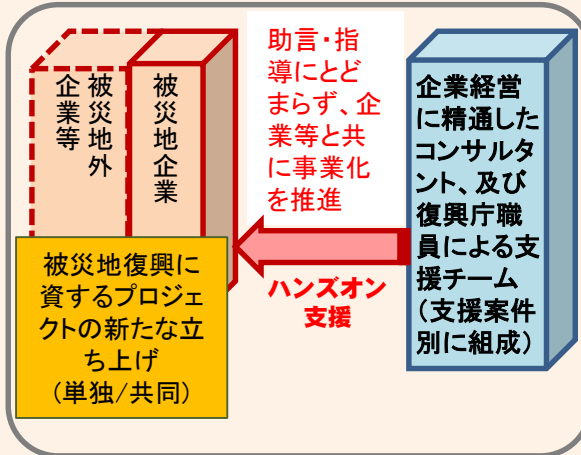 被災地外
企業等
被災地企業
被災地復興に
資するプロジェ
クトの新たな立
ち上げ
(単独/共同)
助言・指
導にとど
まらず、企
業等と共
に事業化
を推進
ハンズオン
支援
企業経営
に精通した
コンサルタ
ント、及び
復興庁職
員による支
援チーム
(支援案件
別に組成)